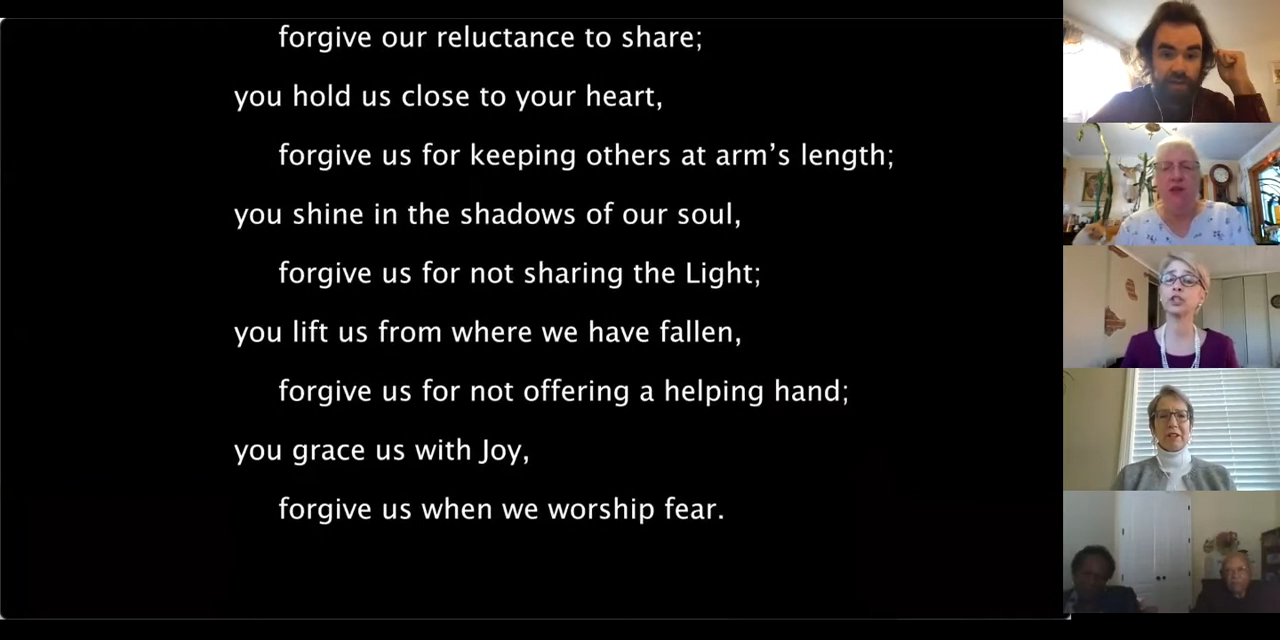 forgive our reluctance to share;
you hold us close to your heart,
forgive us for keeping others at arm’s length;
you shine in the shadows of our soul,
forgive us for not sharing the Light;
you lift us from where we have fallen,
forgive us for not offering a helping hand;
you grace us with Joy,
forgive us when we worship fear.